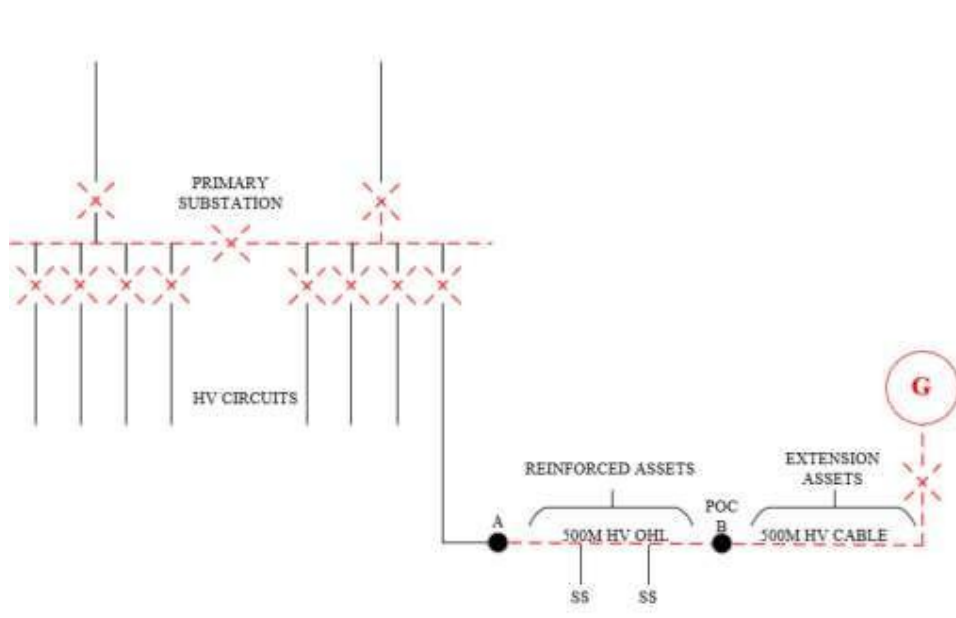 PRIMARY
SUBSTATION
HV CIRCUITS
G
REINFORCED ASSETS
EXTENSION
ASSETS
POC
A
B
500M HV OHL
500M HV CABLE
SS
SS